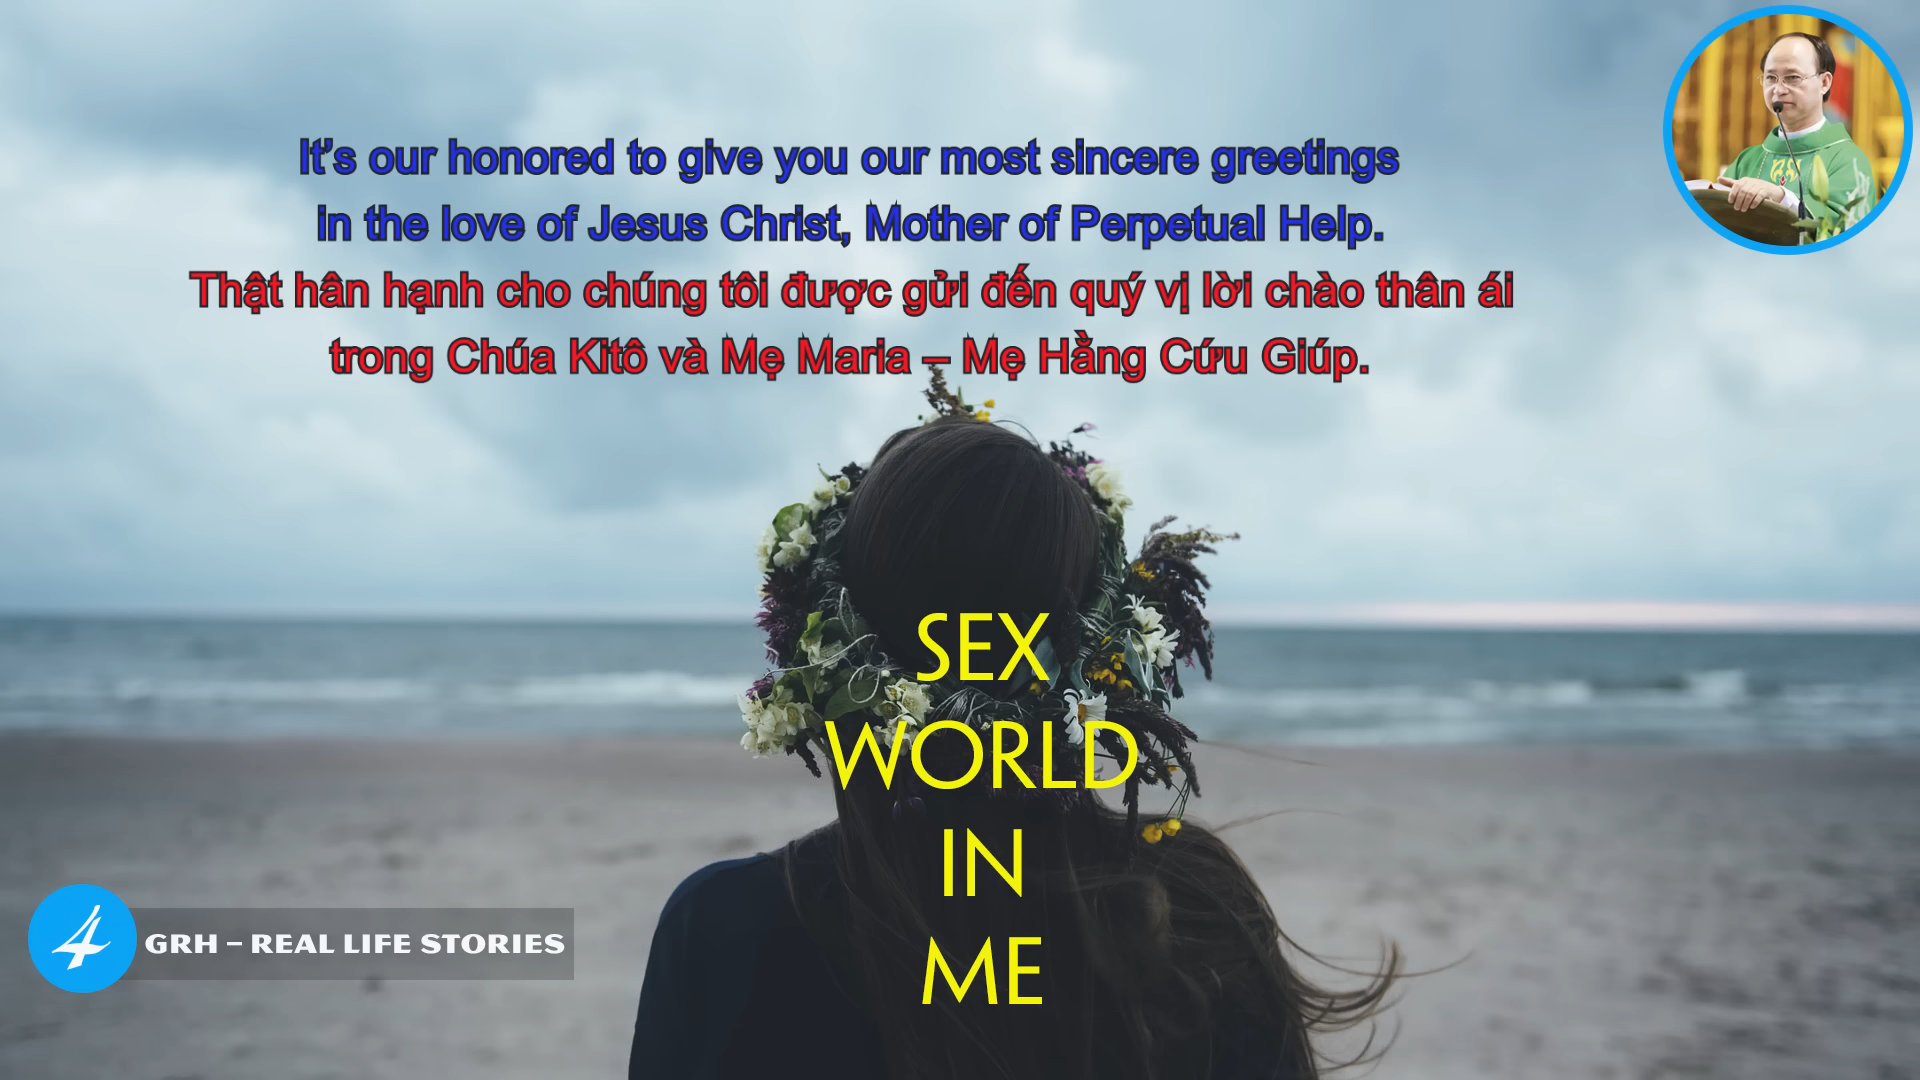 It's our honored to give you our most sincere greetings
in the love of Jesus Christ, Mother of Perpetual Help.
Thật hân hạnh cho chúng tôi được gửi đến quý vị lời chào thân ái
trong Chúa Kitô và Mẹ Maria – Mẹ Hằng Cứu Giúp.
SEX
WORLD
IN
ME
4 GRH – REAL LIFE STORIES